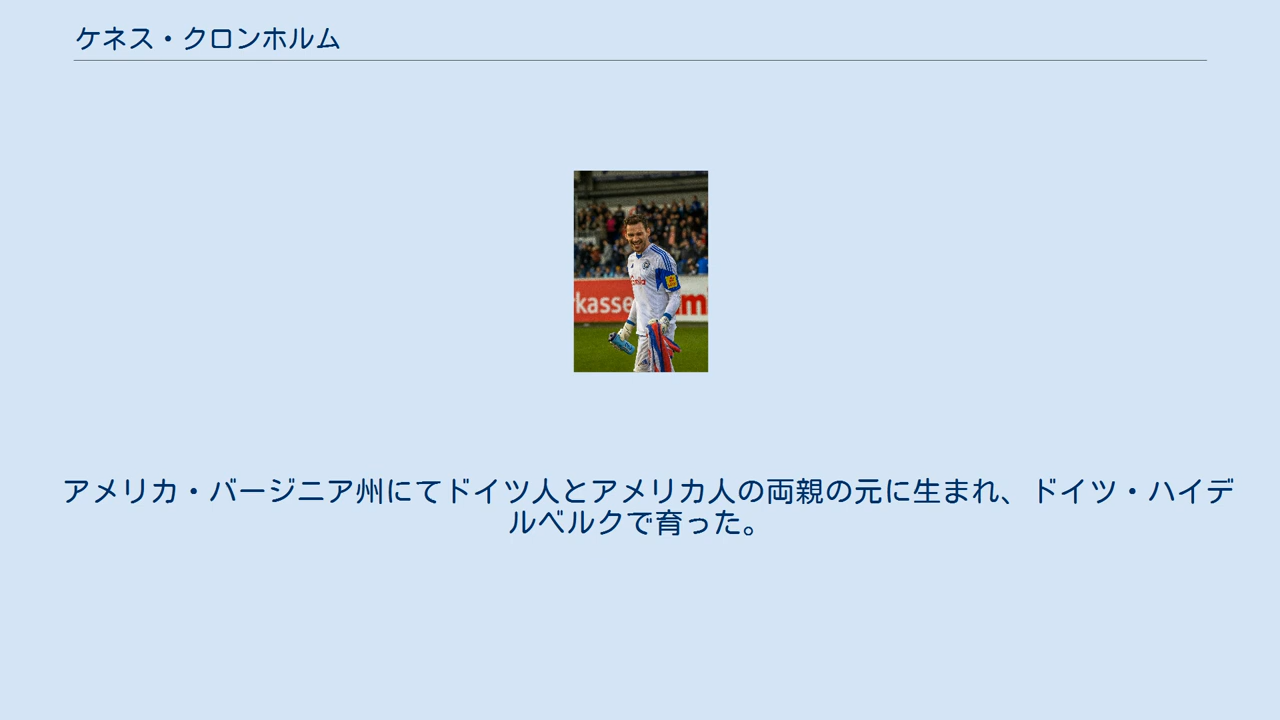 ケネス・クロンホルム
rkasse
m
アメリカ・バージニア州にてドイツ人とアメリカ人の両親の元に生まれ、ドイツ・ハイデ
ルベルクで育った。